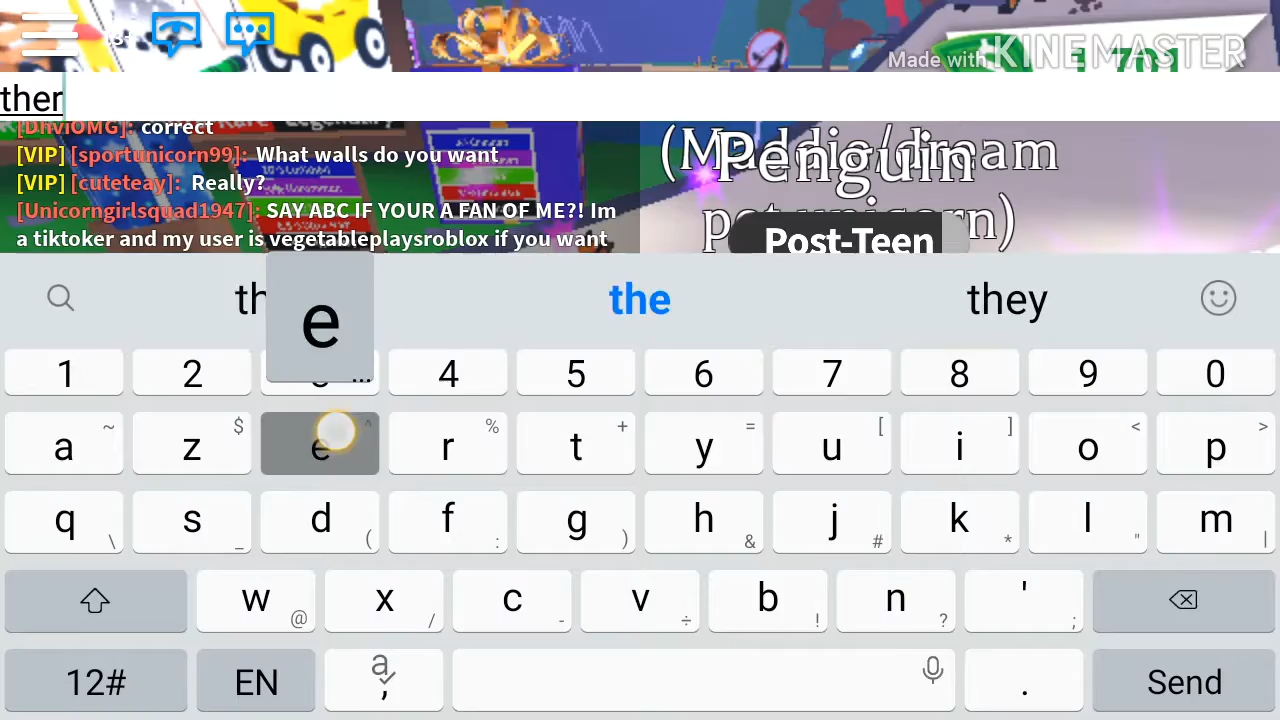 Made with KINEMASTER
ther
[DhviOMG]: correct
[VIP] [sportunicorn99]: What walls do you want
[VIP] [cuteteay]: Really?
[Unicorngirlsquad1947]: SAY ABC IF YOUR A FAN OF ME?! Im
a tiktoker and my user is vegetableplaysroblox if you want
Penguin
Post-Teen
e
the they
1 2 4 5 6 7 8 9 0
a ~ z $ e ^ r % t + y = u [ i ] o < p >
q \ s _ d ( f : g ) h & j # k * l " m |
w @ x / c - v ÷ b ! n ? ' ;
12# EN , . Send